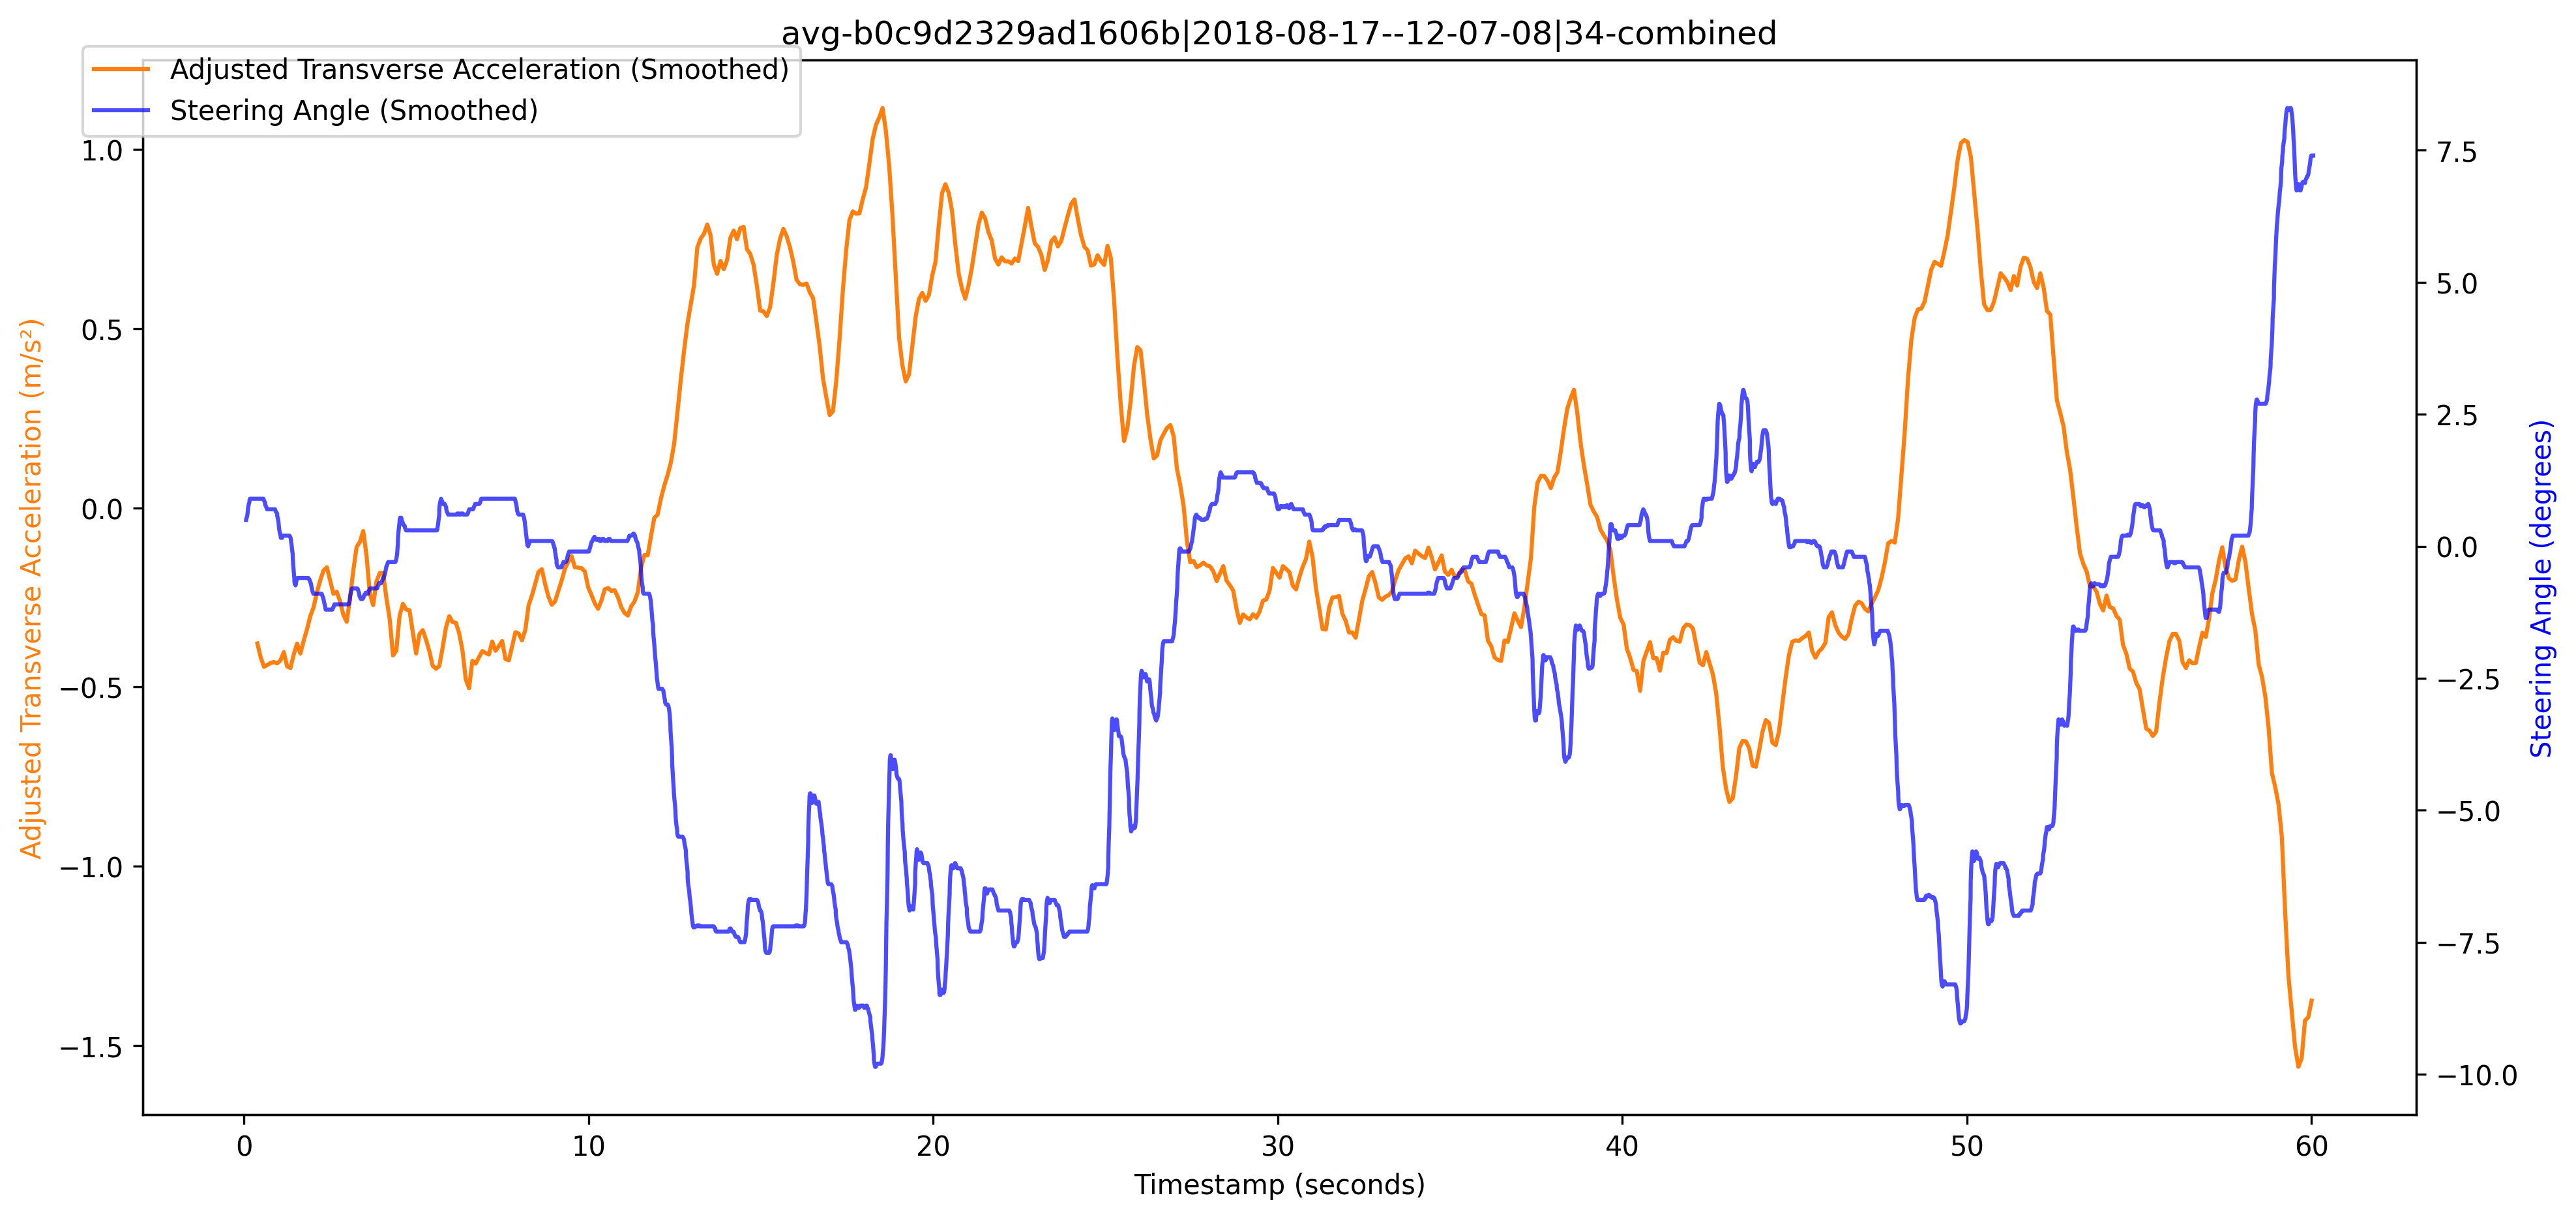 avg-b0c9d2329ad1606b|2018-08-17--12-07-08|34-combined
Adjusted Transverse Acceleration (Smoothed)
Steering Angle (Smoothed)
Adjusted Transverse Acceleration (m/s²)
1.0
0.5
0.0
−0.5
−1.0
−1.5
7.5
5.0
2.5
0.0
−2.5
−5.0
−7.5
−10.0
Steering Angle (degrees)
0 10 20 30 40 50 60
Timestamp (seconds)